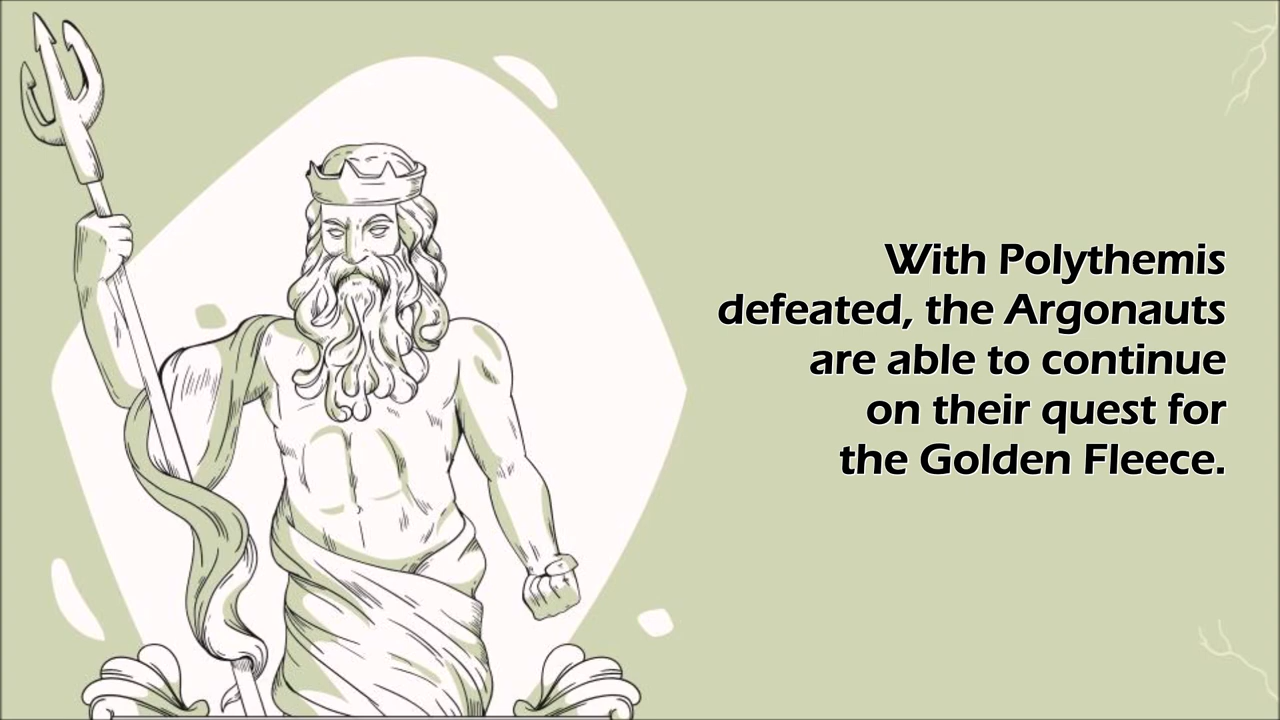 With Polythemis
defeated, the Argonauts
are able to continue
on their quest for
the Golden Fleece.